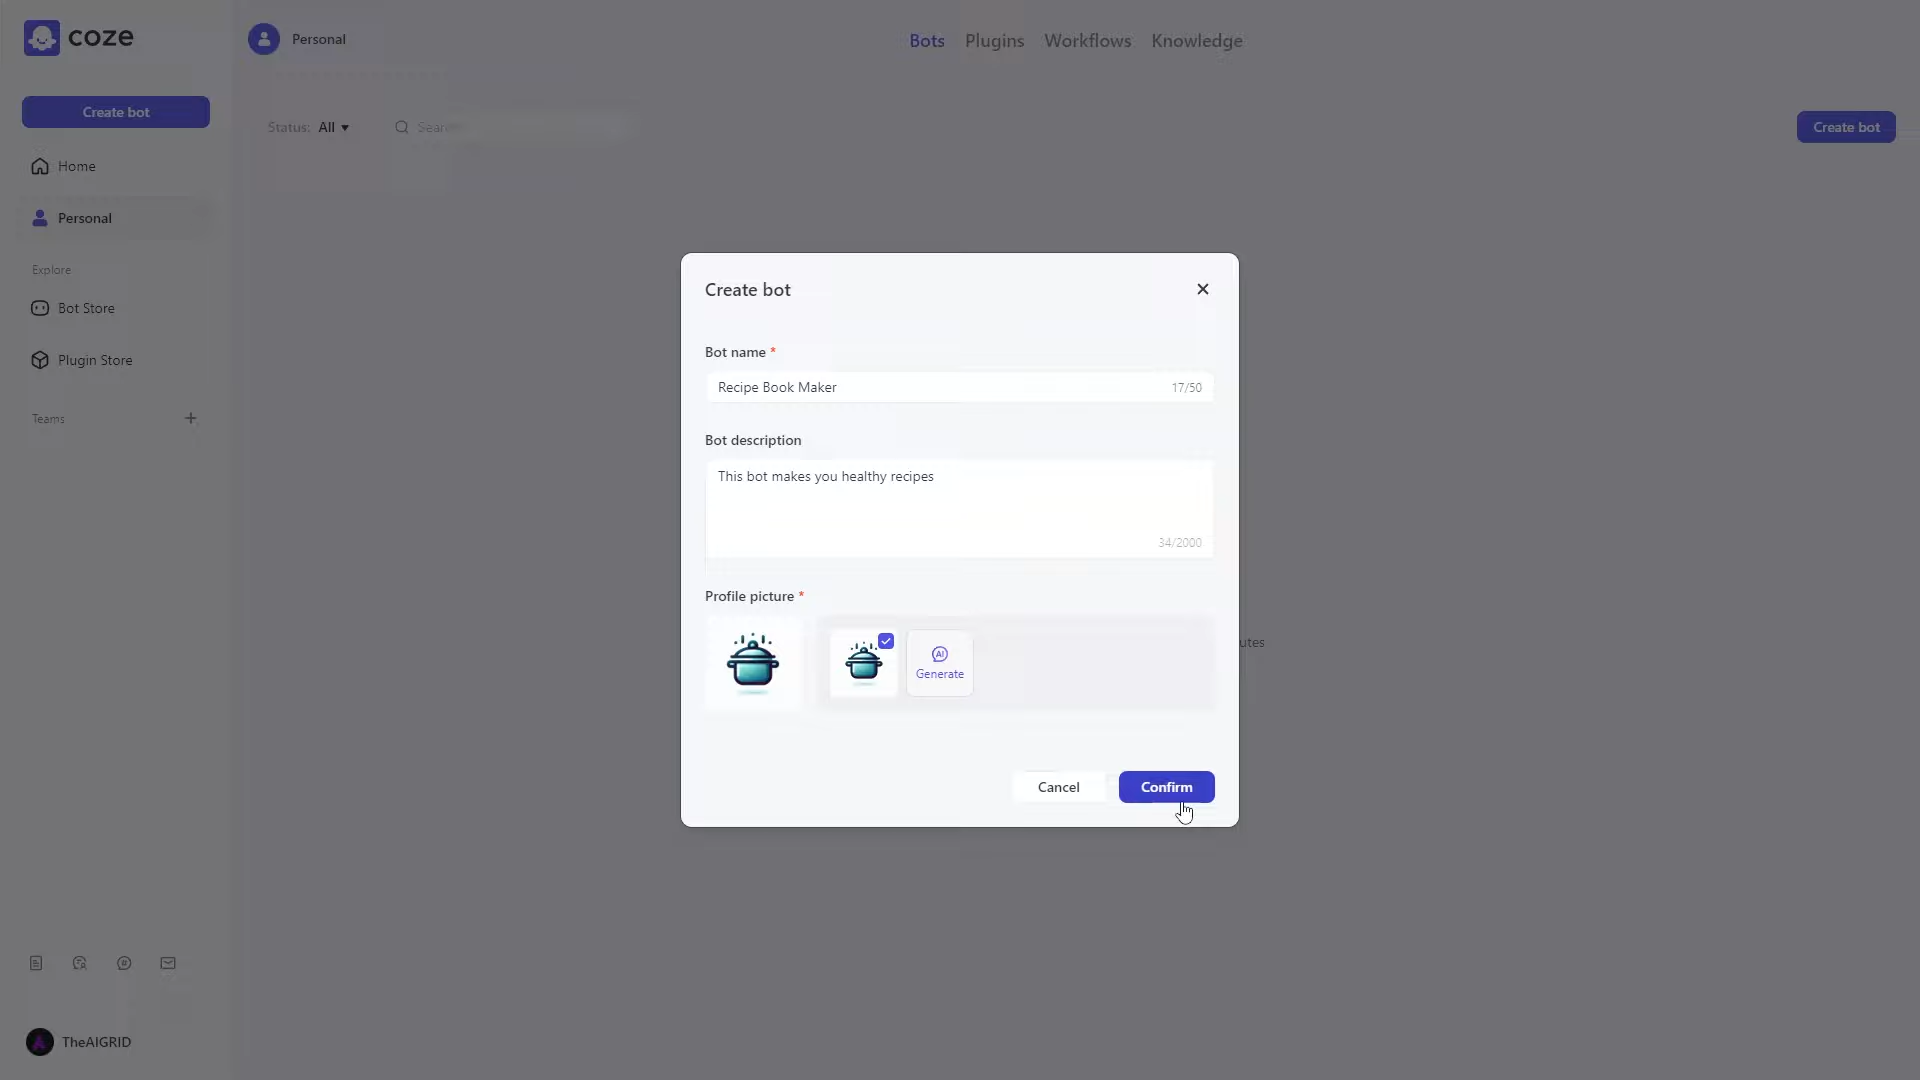 coze
Personal
Bots Plugins Workflows Knowledge
Create bot
Status: All
Search
Create bot
Home
Personal
Explore
Bot Store
Plugin Store
Teams
Create bot
Bot name *
Recipe Book Maker 17/50
Bot description
This bot makes you healthy recipes
34/2000
Profile picture *
AI
Generate
utes
Cancel Confirm
TheAIGRID